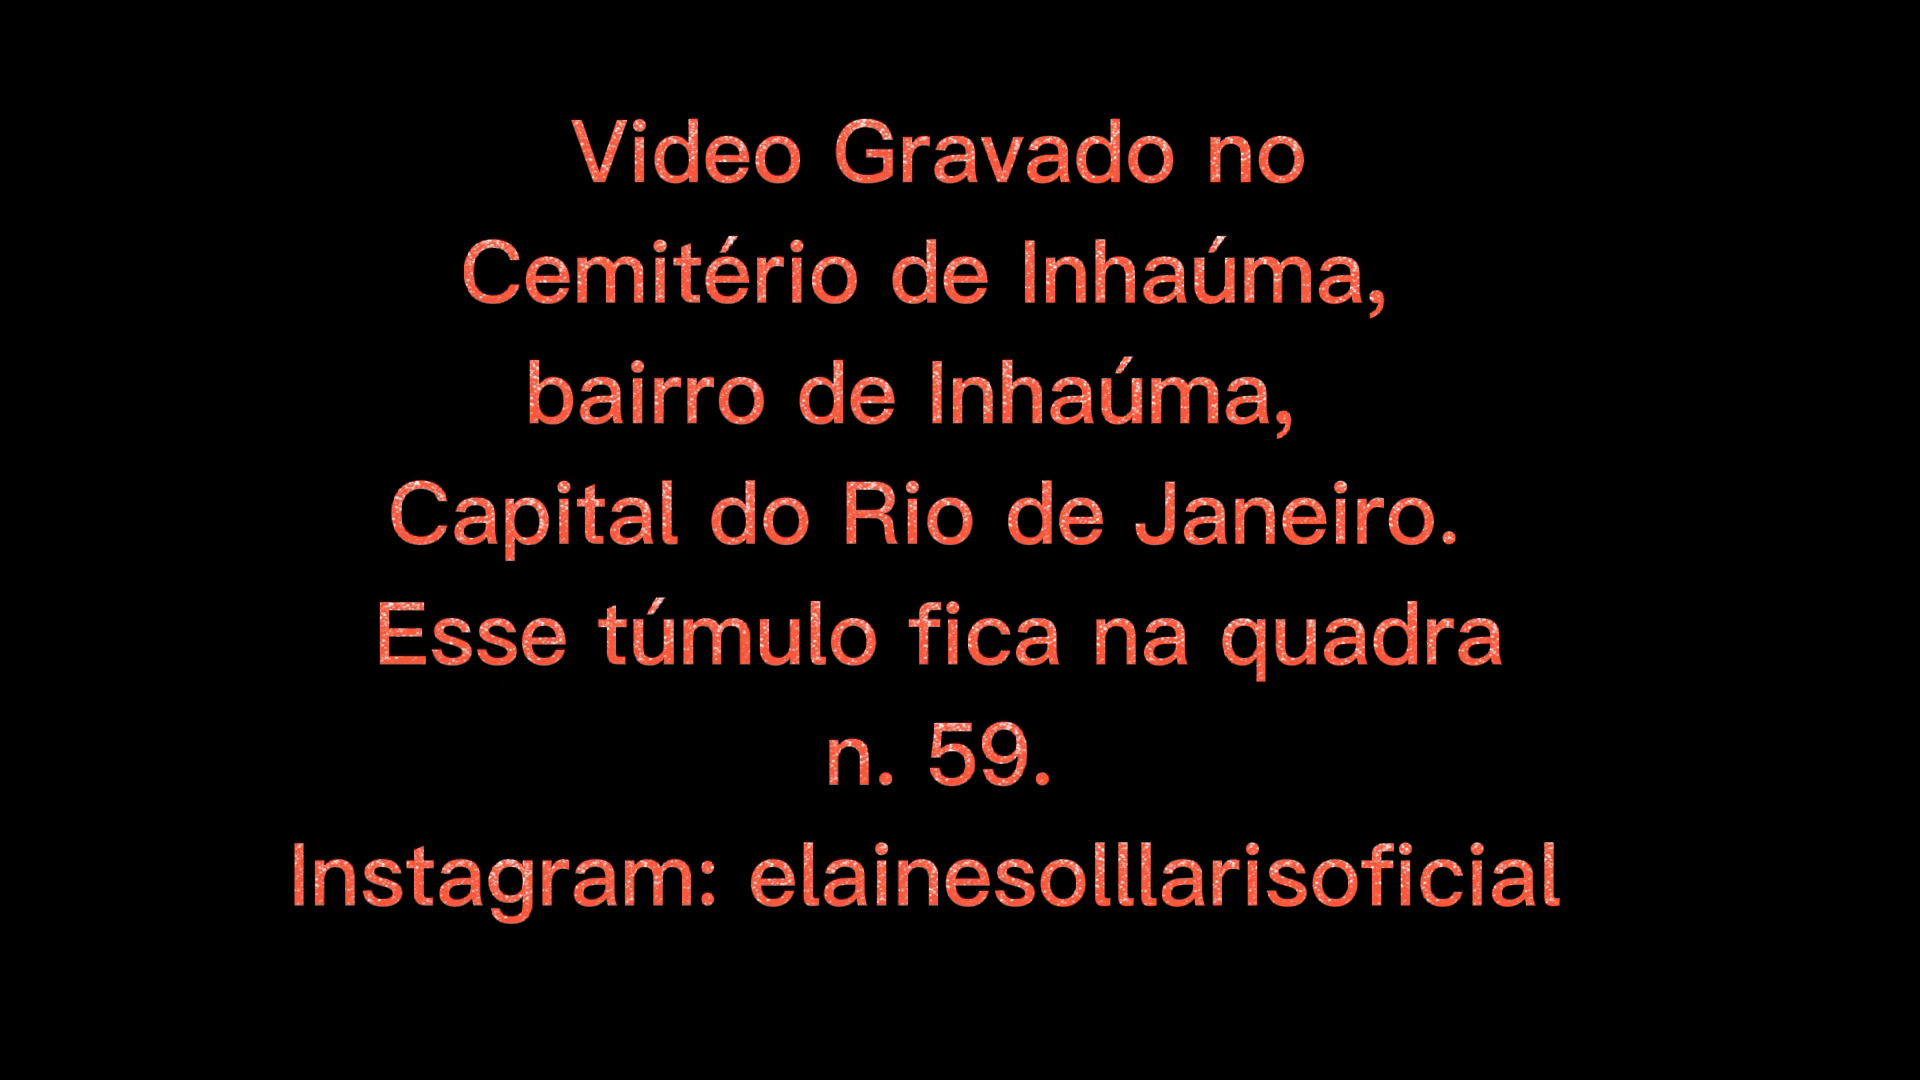 Video Gravado no
Cemitério de Inhaúma,
bairro de Inhaúma,
Capital do Rio de Janeiro.
Esse túmulo fica na quadra
n. 59.
Instagram: elainesolllarisoficial